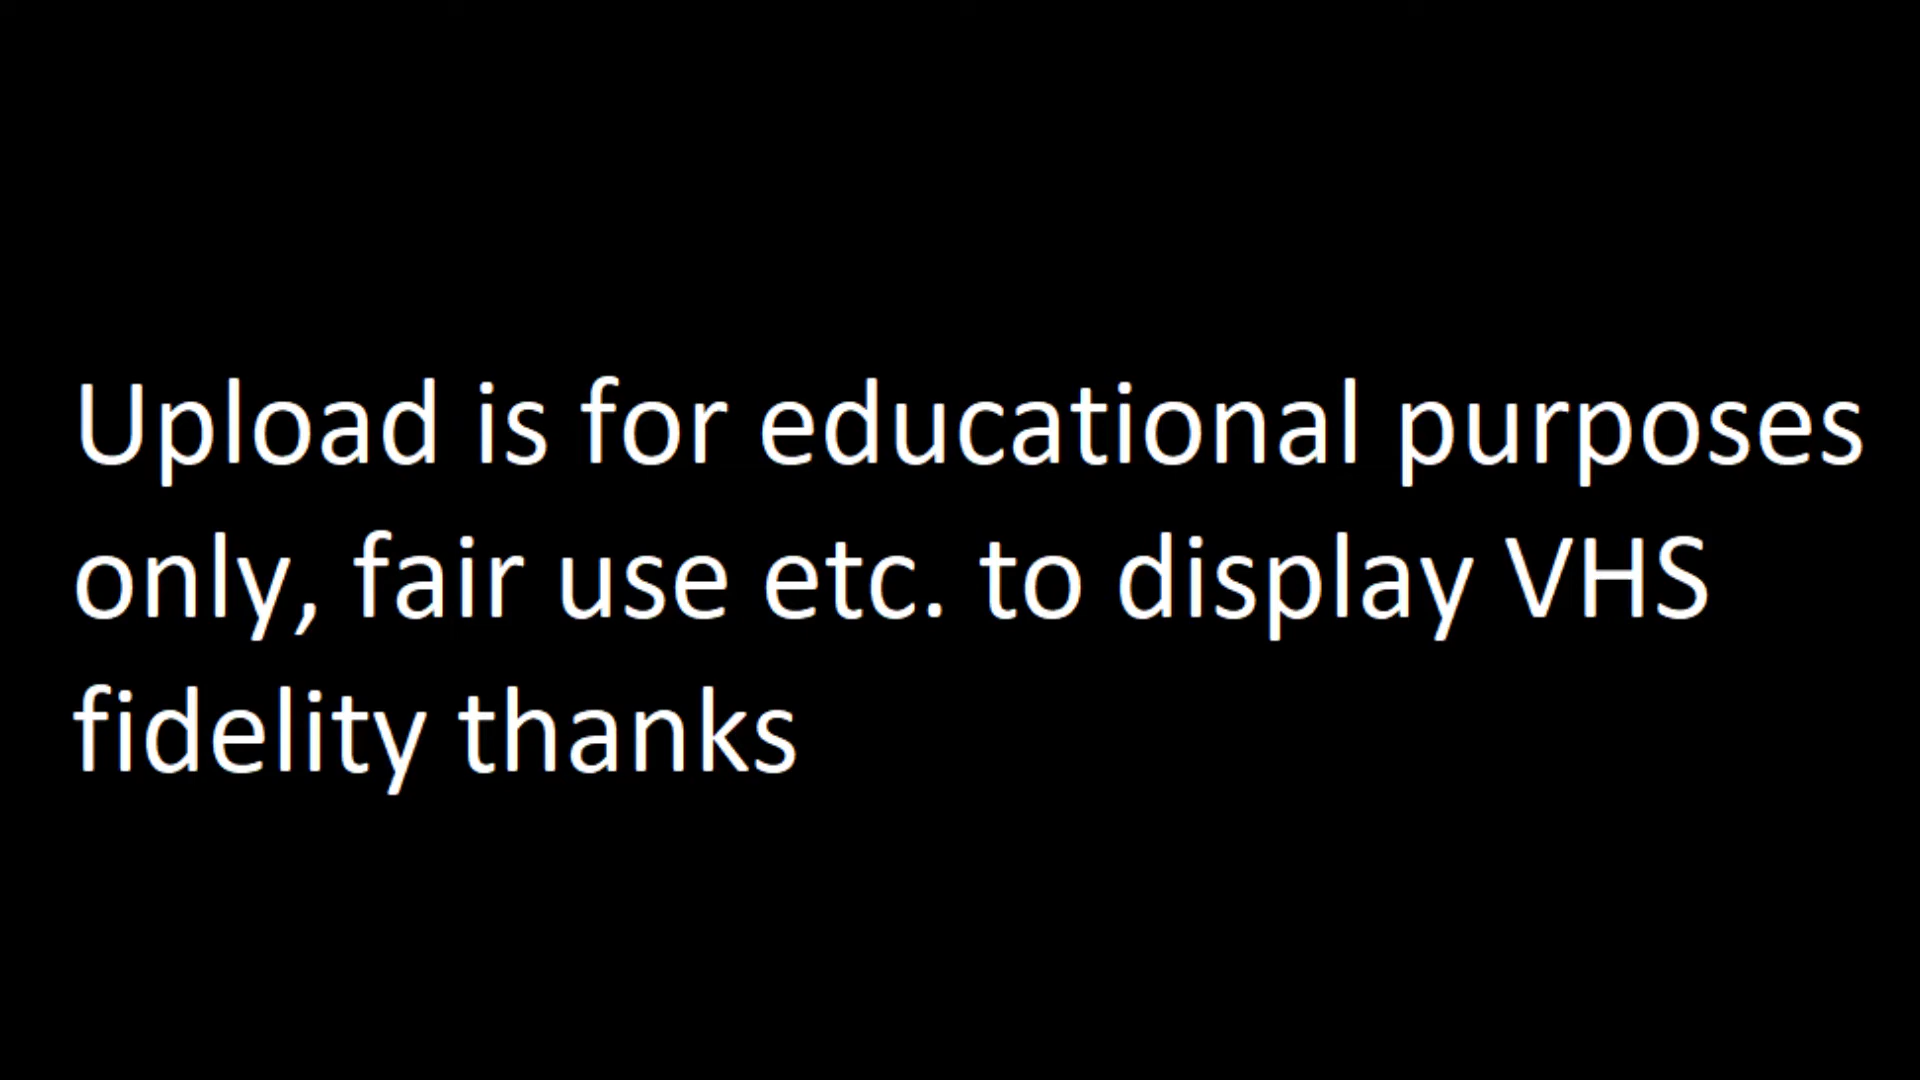 Upload is for educational purposes
only, fair use etc. to display VHS
fidelity thanks